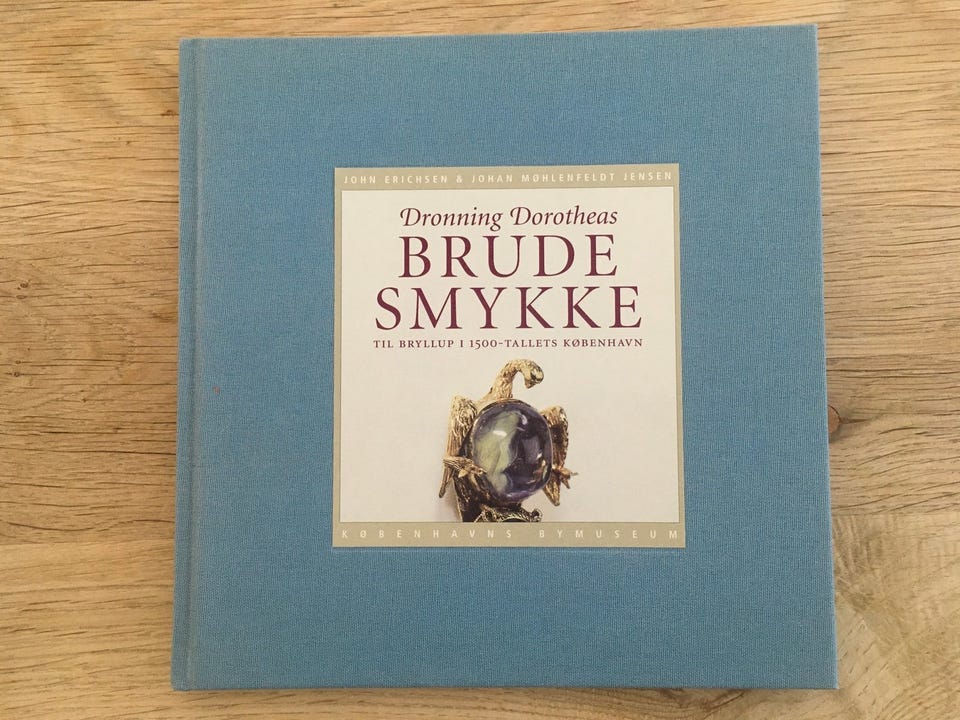 JOHN ERICHSEN & JOHAN MØHLENFELDT JENSEN
Dronning Dorotheas
BRUDE
SMYKKE
TIL BRYLLUP I 1500-TALLETS KØBENHAVN
KØBENHAVNS BYMUSEUM